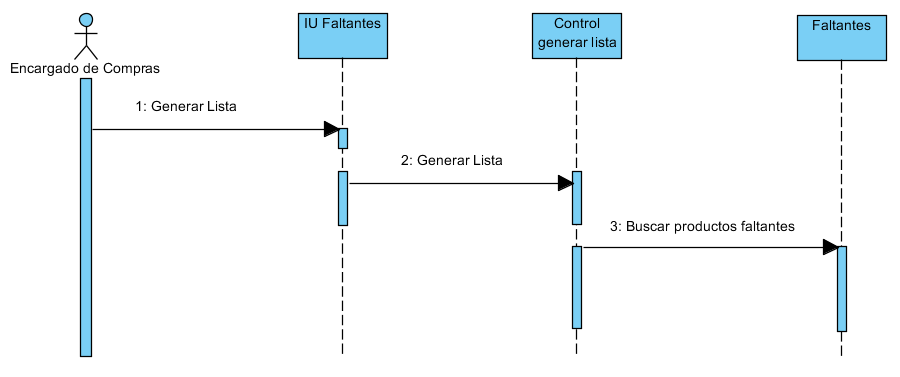 IU Faltantes
Control
generar lista
Faltantes
Encargado de Compras
1: Generar Lista
2: Generar Lista
3: Buscar productos faltantes